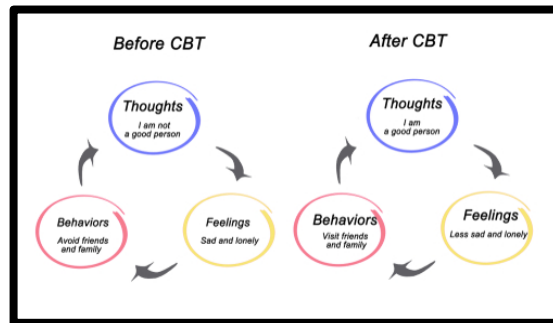 Before CBT
Thoughts
I am not
a good person
Behaviors
Avoid friends
and family
Feelings
Sad and lonely
After CBT
Thoughts
I am
a good person
Behaviors
Visit friends
and family
Feelings
Less sad and lonely